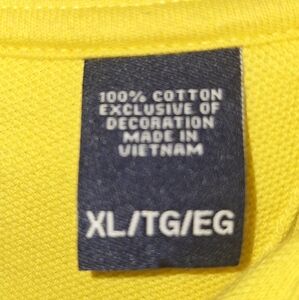 100% COTTON
EXCLUSIVE OF
DECORATION
MADE IN
VIETNAM
XL/TG/EG